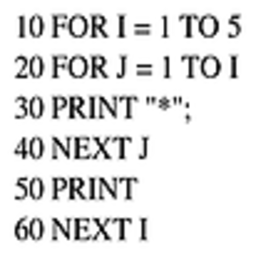 10 FOR I = 1 TO 5
20 FOR J = 1 TO I
30 PRINT "*";
40 NEXT J
50 PRINT
60 NEXT I